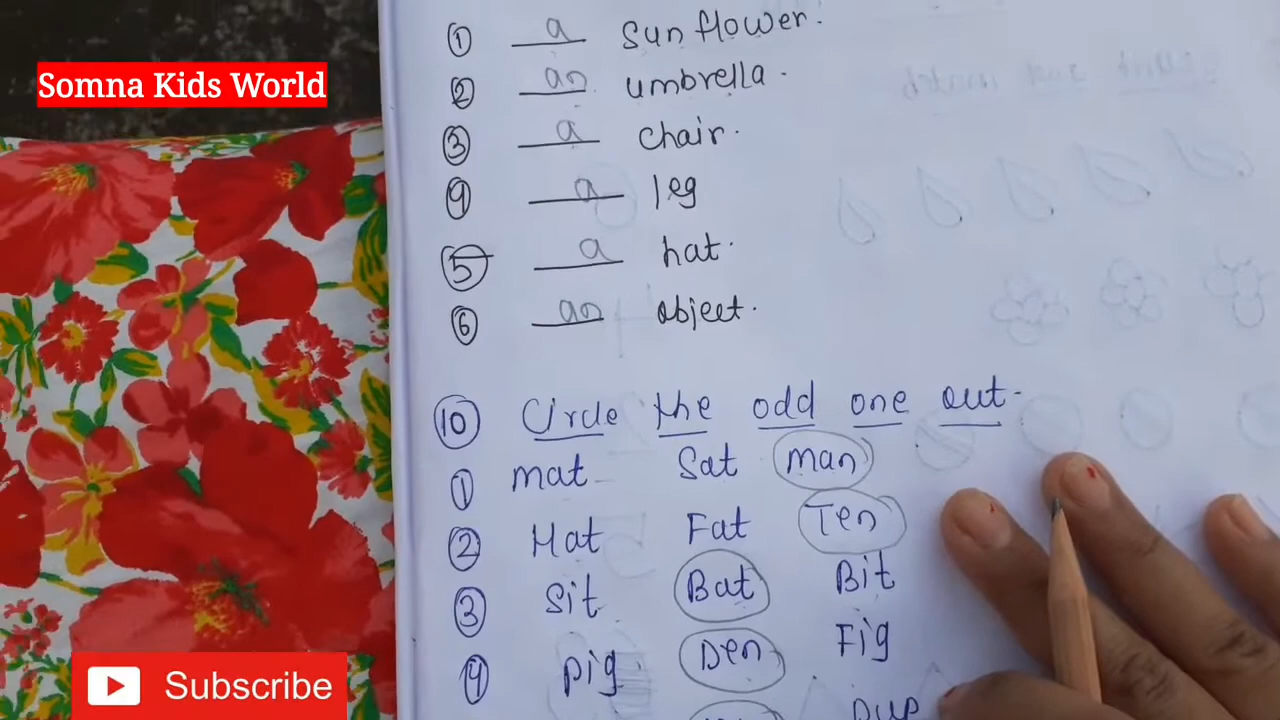 Somna Kids World
① a sunflower.
② an umbrella.
③ a chair.
④ a leg
⑤ a hat.
⑥ an object.
⑩ Circle the odd one out.
① mat Sat man
② Hat Fat Ten
③ Sit Bat Bit
④ pig Den Fig
Subscribe